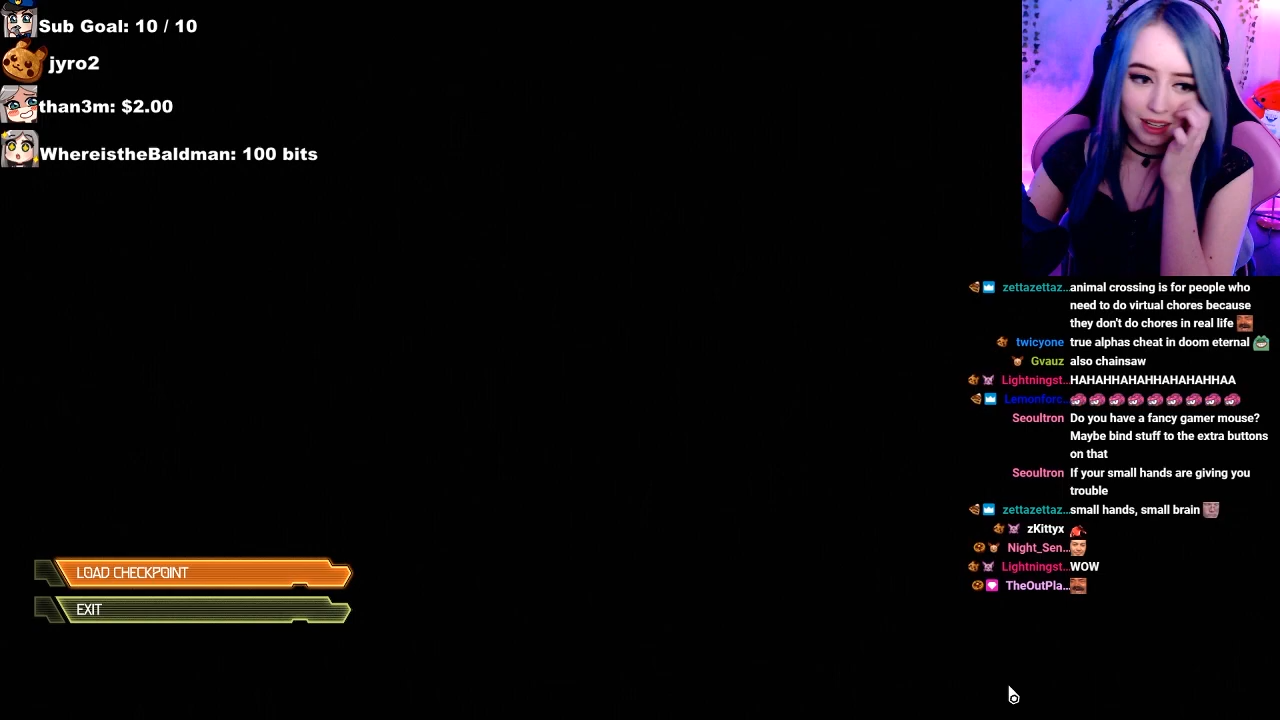 Sub Goal: 10 / 10
jyro2
than3m: $2.00
WhereistheBaldman: 100 bits
zettazettaz... animal crossing is for people who
need to do virtual chores because
they don't do chores in real life
twicyone true alphas cheat in doom eternal
Gvauz also chainsaw
Lightningst... HAHAHHAHAHHAHAHAHHAA
Lemonforc...
Seoultron Do you have a fancy gamer mouse?
Maybe bind stuff to the extra buttons
on that
Seoultron If your small hands are giving you
trouble
zettazettaz... small hands, small brain
zKittyx
Night_Sen...
Lightningst... WOW
TheOutPla...
LOAD CHECKPOINT
EXIT